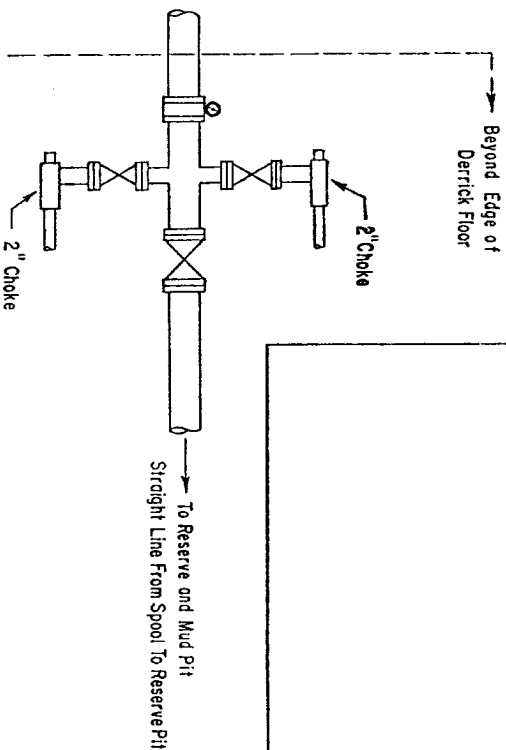 Beyond Edge of
Derrick Floor
2" Choke
2" Choke
To Reserve and Mud Pit
Straight Line From Spool To Reserve Pit